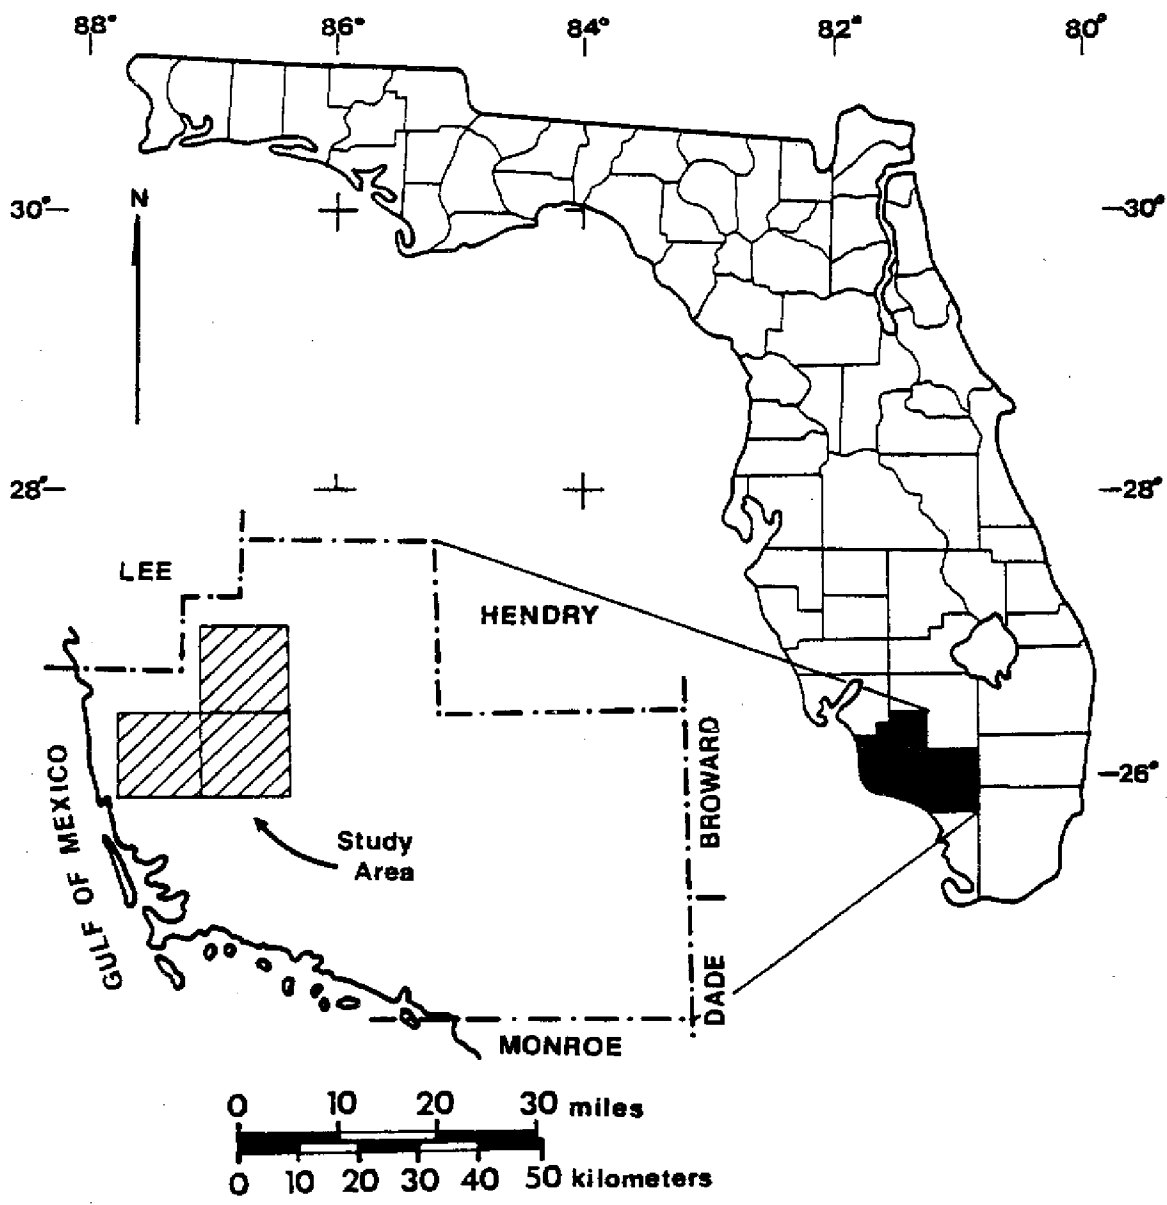 88° 86° 84° 82° 80°
N
30° 30°
28° 28°
LEE
HENDRY
GULF OF MEXICO
BROWARD
26°
Study
Area
DADE
MONROE
0 10 20 30 miles
0 10 20 30 40 50 kilometers